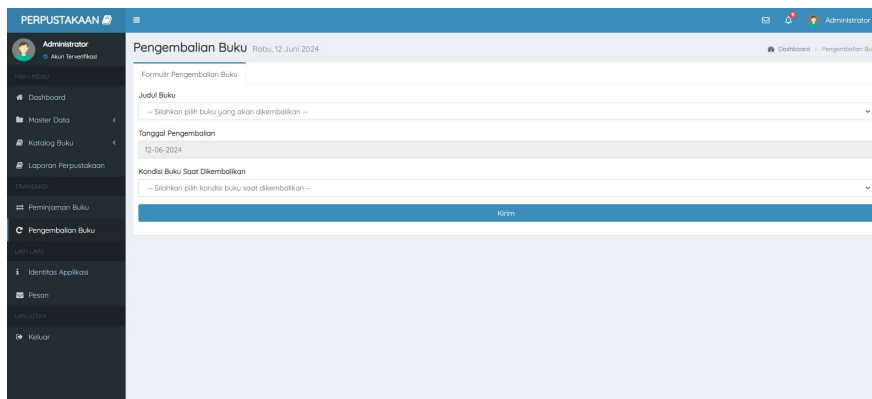 PERPUSTAKAAN
Administrator
Administrator
Akun Terverifikasi
Pengembalian Buku Rabu, 12 Juni 2024
Dashboard > Pengembalian Bu
MAIN MENU
Dashboard
Master Data
Katalog Buku
Laporan Perpustakaan
TRANSAKSI
Peminjaman Buku
Pengembalian Buku
LAIN LAIN
Identitas Applikasi
Pesan
LANJUTAN
Keluar
Formulir Pengembalian Buku
Judul Buku
-- Silahkan pilih buku yang akan dikembalikan --
Tanggal Pengembalian
12-06-2024
Kondisi Buku Saat Dikembalikan
-- Silahkan pilih kondisi buku saat dikembalikan --
Kirim